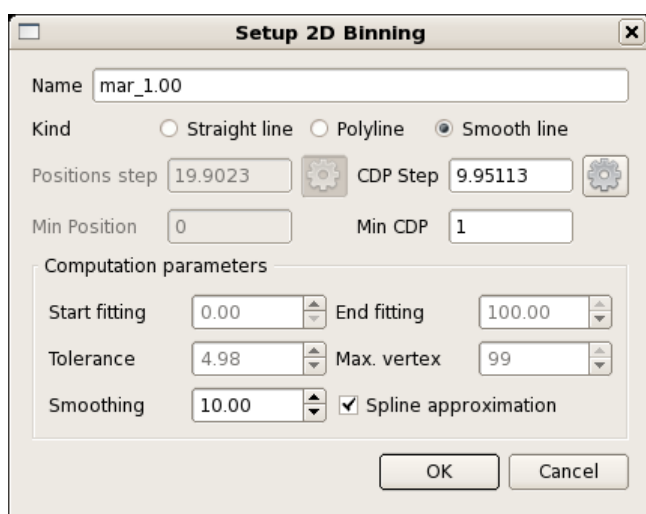 Setup 2D Binning
Name mar_1.00
Kind Straight line Polyline Smooth line
Positions step 19.9023 CDP Step 9.95113
Min Position 0 Min CDP 1
Computation parameters
Start fitting 0.00 End fitting 100.00
Tolerance 4.98 Max. vertex 99
Smoothing 10.00 Spline approximation
OK Cancel